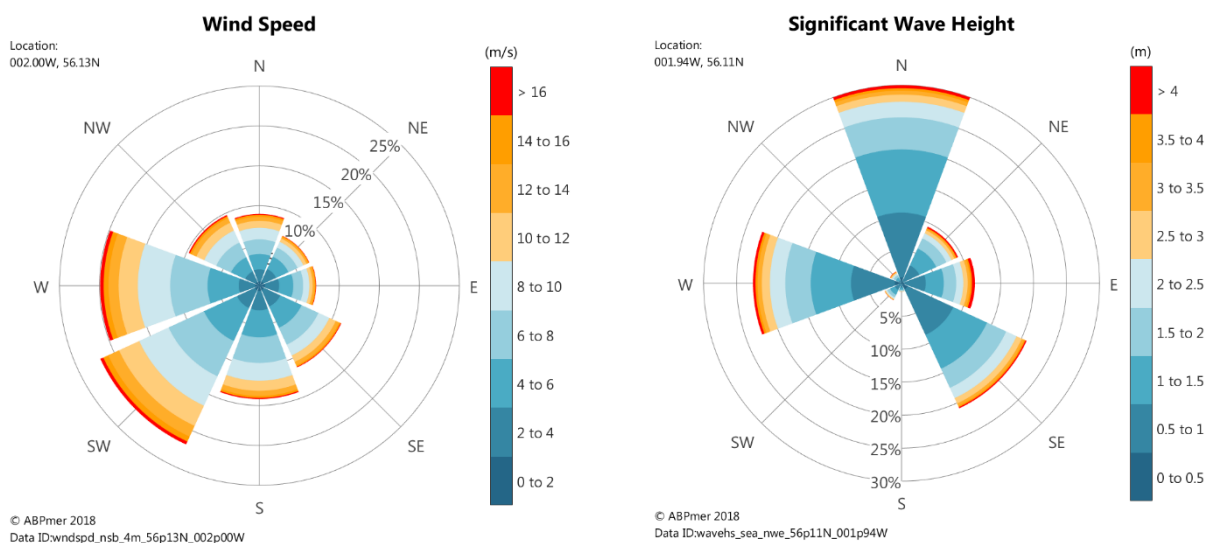 Wind Speed
Location:
002.00W, 56.13N
(m/s)
N
NW
NE
25%
20%
15%
10%
W
E
SW
SE
S
> 16
14 to 16
12 to 14
10 to 12
8 to 10
6 to 8
4 to 6
2 to 4
0 to 2
© ABPmer 2018
Data ID:wndspd_nsb_4m_56p13N_002p00W
Significant Wave Height
Location:
001.94W, 56.11N
(m)
N
NW
NE
W
E
5%
10%
15%
20%
25%
30%
SW
SE
S
> 4
3.5 to 4
3 to 3.5
2.5 to 3
2 to 2.5
1.5 to 2
1 to 1.5
0.5 to 1
0 to 0.5
© ABPmer 2018
Data ID:wavehs_sea_nwe_56p11N_001p94W